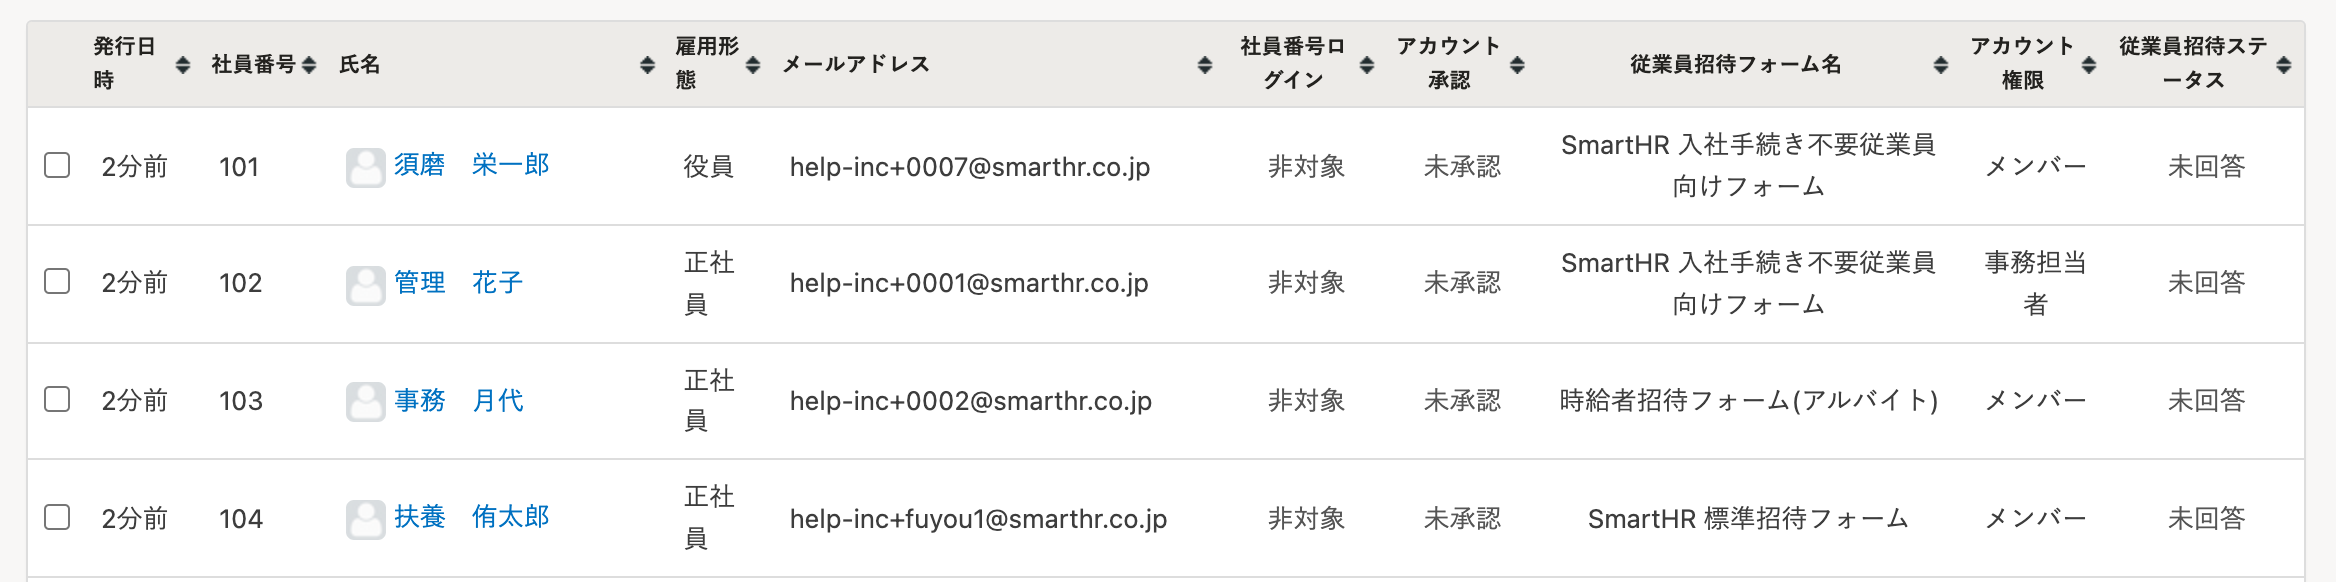 発行日
時
社員番号
氏名
雇用形
態
メールアドレス
社員番号ロ
グイン
アカウント
承認
従業員招待フォーム名
アカウント
権限
従業員招待ステ
ータス
2分前
101
須磨　栄一郎
役員
help-inc+0007@smarthr.co.jp
非対象
未承認
SmartHR 入社手続き不要従業員
向けフォーム
メンバー
未回答
2分前
102
管理　花子
正社
員
help-inc+0001@smarthr.co.jp
非対象
未承認
SmartHR 入社手続き不要従業員
向けフォーム
事務担当
者
未回答
2分前
103
事務　月代
正社
員
help-inc+0002@smarthr.co.jp
非対象
未承認
時給者招待フォーム(アルバイト)
メンバー
未回答
2分前
104
扶養　侑太郎
正社
員
help-inc+fuyou1@smarthr.co.jp
非対象
未承認
SmartHR 標準招待フォーム
メンバー
未回答